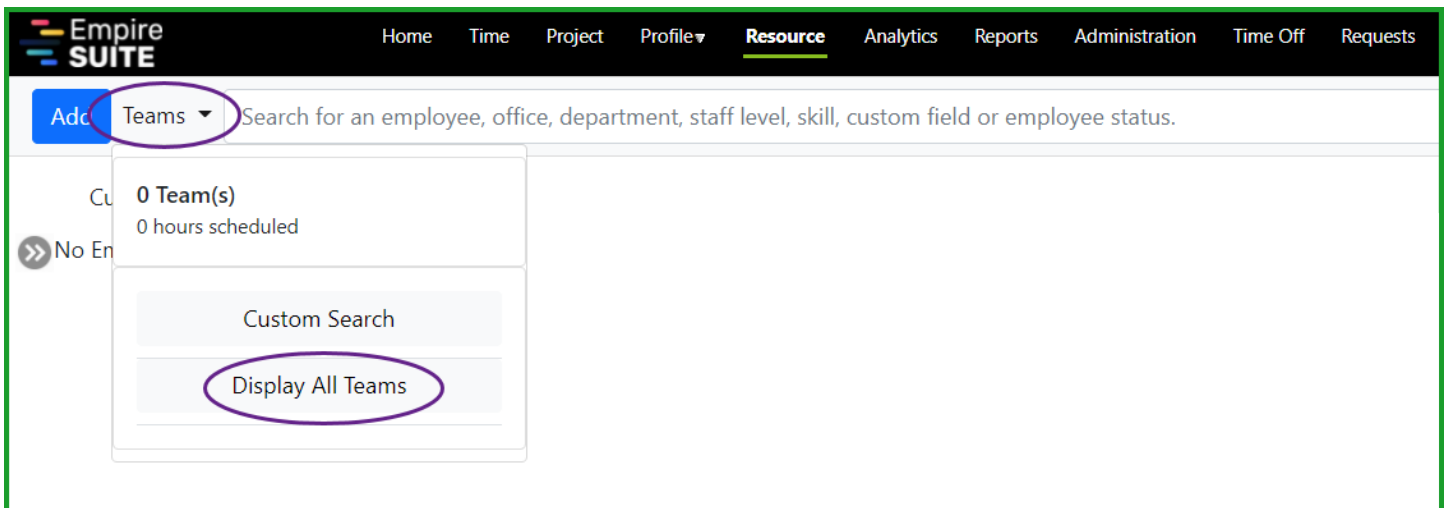 Empire
SUITE
Home Time Project Profile Resource Analytics Reports Administration Time Off Requests
Add Teams Search for an employee, office, department, staff level, skill, custom field or employee status.
0 Team(s)
0 hours scheduled
No
Custom Search
Display All Teams